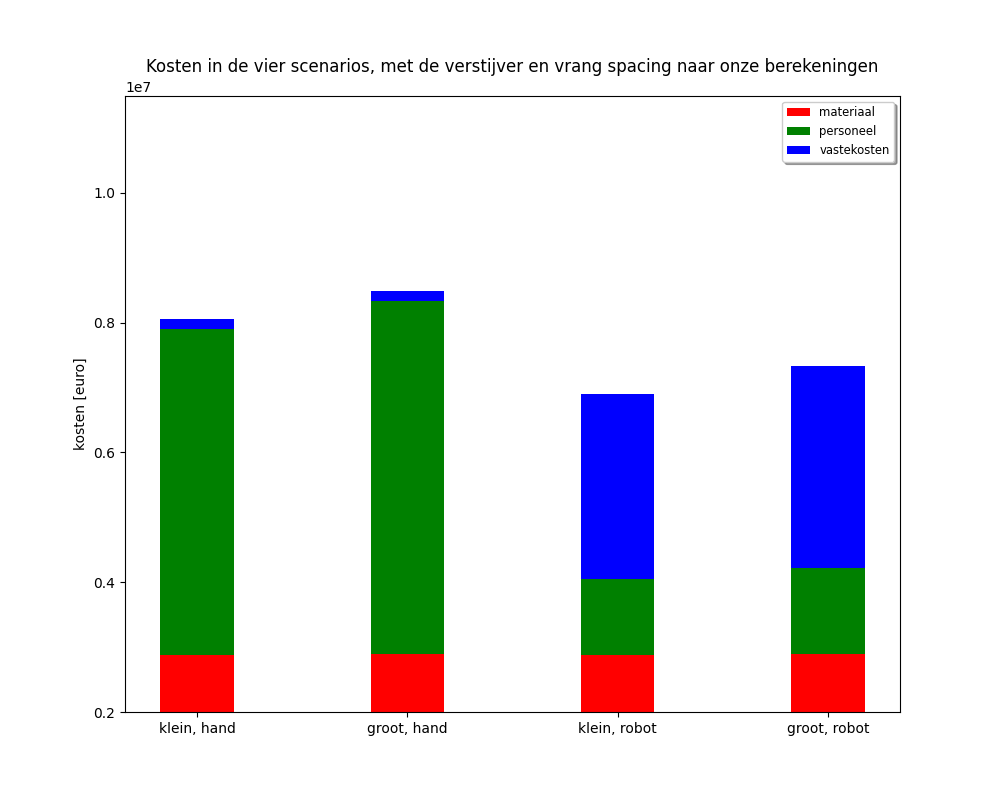 Kosten in de vier scenarios, met de verstijver en vrang spacing naar onze berekeningen
1e7
materiaal
personeel
vastekosten
1.0
0.8
0.6
0.4
0.2
kosten [euro]
klein, hand
groot, hand
klein, robot
groot, robot